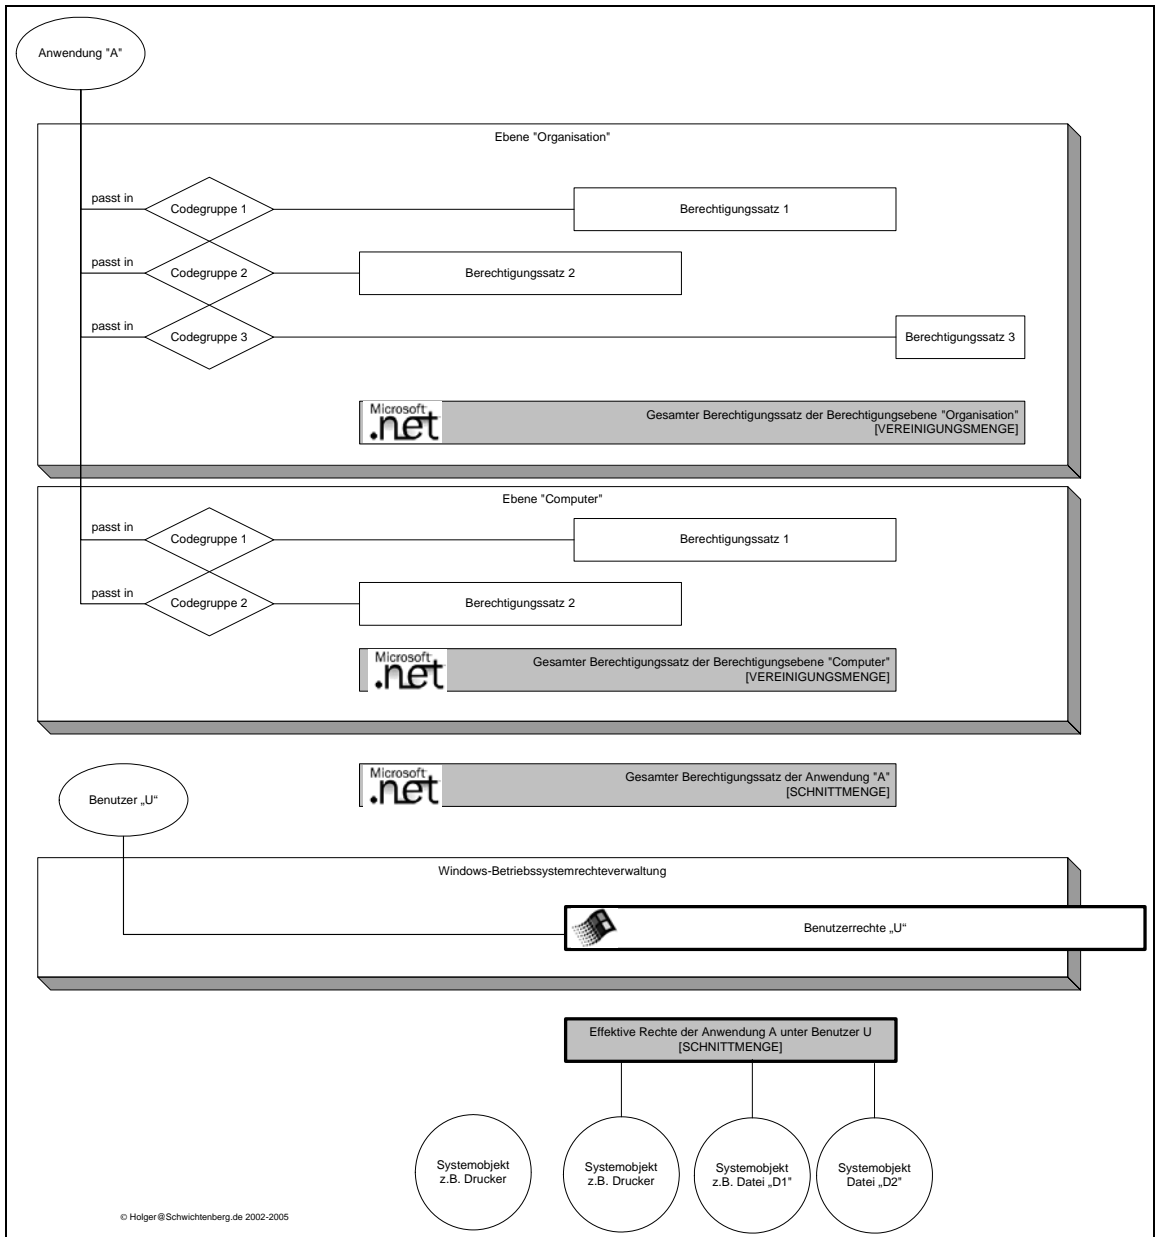 Anwendung "A"
Ebene "Organisation"
passt in
Codegruppe 1
Berechtigungssatz 1
passt in
Codegruppe 2
Berechtigungssatz 2
passt in
Codegruppe 3
Berechtigungssatz 3
Microsoft
.net
Gesamter Berechtigungssatz der Berechtigungsebene "Organisation"
[VEREINIGUNGSMENGE]
Ebene "Computer"
passt in
Codegruppe 1
Berechtigungssatz 1
passt in
Codegruppe 2
Berechtigungssatz 2
Microsoft
.net
Gesamter Berechtigungssatz der Berechtigungsebene "Computer"
[VEREINIGUNGSMENGE]
Microsoft
.net
Gesamter Berechtigungssatz der Anwendung "A"
[SCHNITTMENGE]
Benutzer „U“
Windows-Betriebssystemrechteverwaltung
Benutzerrechte „U“
Effektive Rechte der Anwendung A unter Benutzer U
[SCHNITTMENGE]
Systemobjekt
z.B. Drucker
Systemobjekt
z.B. Drucker
Systemobjekt
z.B. Datei „D1"
Systemobjekt
Datei „D2"
© Holger@Schwichtenberg.de 2002-2005